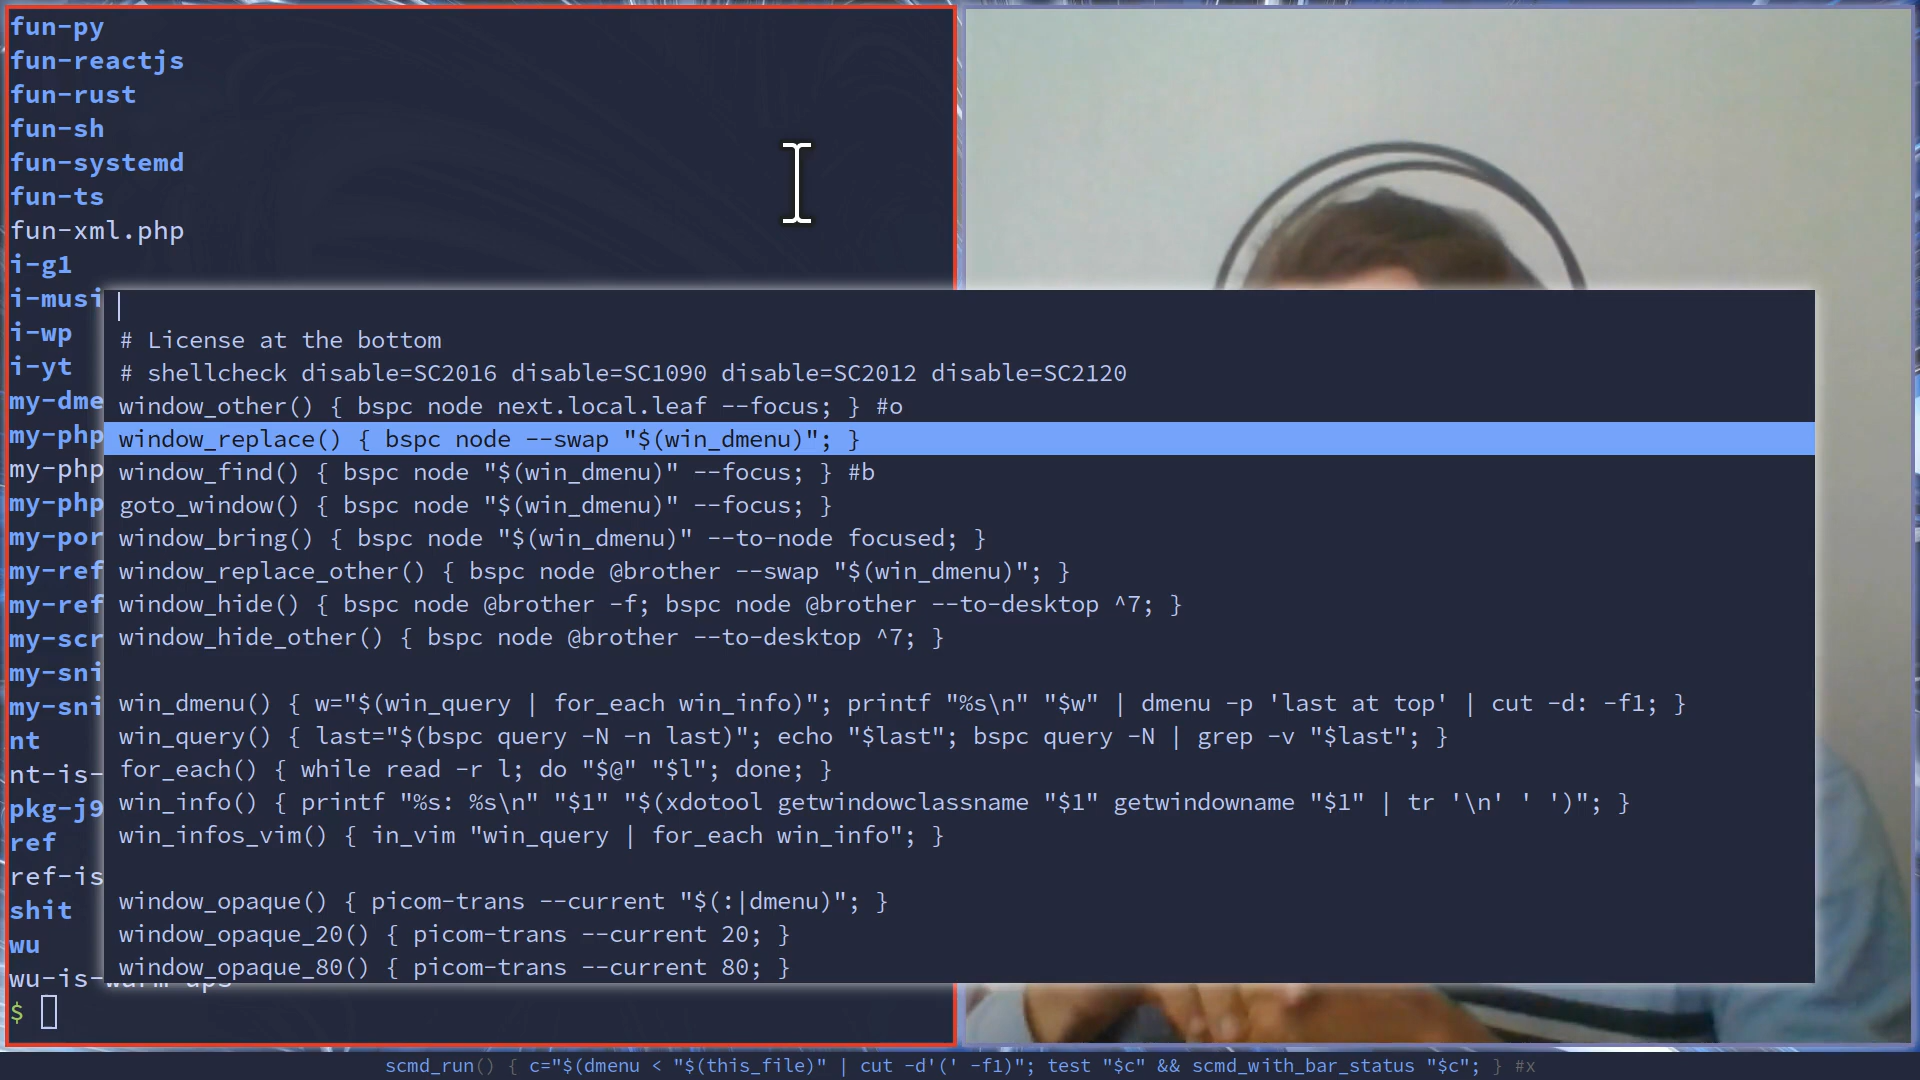 fun-py
fun-reactjs
fun-rust
fun-sh
fun-systemd
fun-ts
fun-xml.php
i-g1
i-musi
i-wp
i-yt
my-dme
my-php
my-php
my-php
my-por
my-ref
my-ref
my-scr
my-sni
my-sni
nt
nt-is-
pkg-j9
ref
ref-is
shit
wu
wu-is-warm-ups
$
# License at the bottom
# shellcheck disable=SC2016 disable=SC1090 disable=SC2012 disable=SC2120
window_other() { bspc node next.local.leaf --focus; } #o
window_replace() { bspc node --swap "$(win_dmenu)"; }
window_find() { bspc node "$(win_dmenu)" --focus; } #b
goto_window() { bspc node "$(win_dmenu)" --focus; }
window_bring() { bspc node "$(win_dmenu)" --to-node focused; }
window_replace_other() { bspc node @brother --swap "$(win_dmenu)"; }
window_hide() { bspc node @brother -f; bspc node @brother --to-desktop ^7; }
window_hide_other() { bspc node @brother --to-desktop ^7; }
win_dmenu() { w="$(win_query | for_each win_info)"; printf "%s\n" "$w" | dmenu -p 'last at top' | cut -d: -f1; }
win_query() { last="$(bspc query -N -n last)"; echo "$last"; bspc query -N | grep -v "$last"; }
for_each() { while read -r l; do "$@" "$l"; done; }
win_info() { printf "%s: %s\n" "$1" "$(xdotool getwindowclassname "$1" getwindowname "$1" | tr '\n' ' ')"; }
win_infos_vim() { in_vim "win_query | for_each win_info"; }
window_opaque() { picom-trans --current "$(:|dmenu)"; }
window_opaque_20() { picom-trans --current 20; }
window_opaque_80() { picom-trans --current 80; }
scmd_run() { c="$(dmenu < "$(this_file)" | cut -d'(' -f1)"; test "$c" && scmd_with_bar_status "$c"; } #x